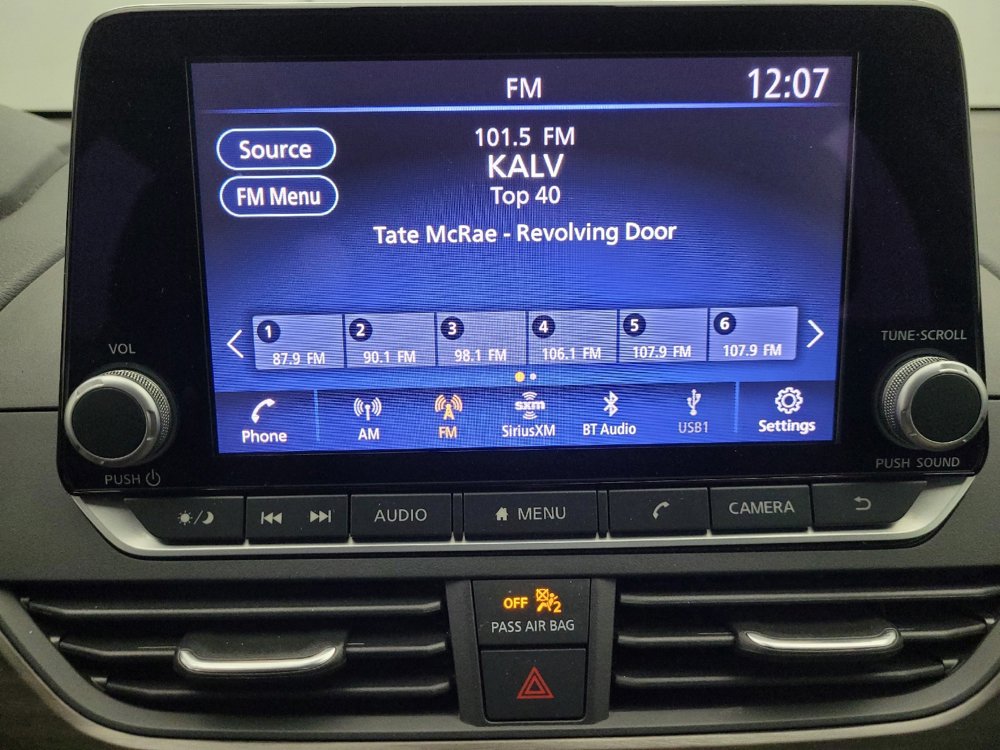 FM
12:07
Source
101.5 FM
KALV
FM Menu
Top 40
Tate McRae - Revolving Door
1
2
3
4
5
6
87.9 FM
90.1 FM
98.1 FM
106.1 FM
107.9 FM
107.9 FM
VOL
TUNE·SCROLL
Phone
AM
FM
sxm
SiriusXM
BT Audio
USB1
Settings
PUSH
PUSH SOUND
AUDIO
MENU
CAMERA
OFF 2
PASS AIR BAG